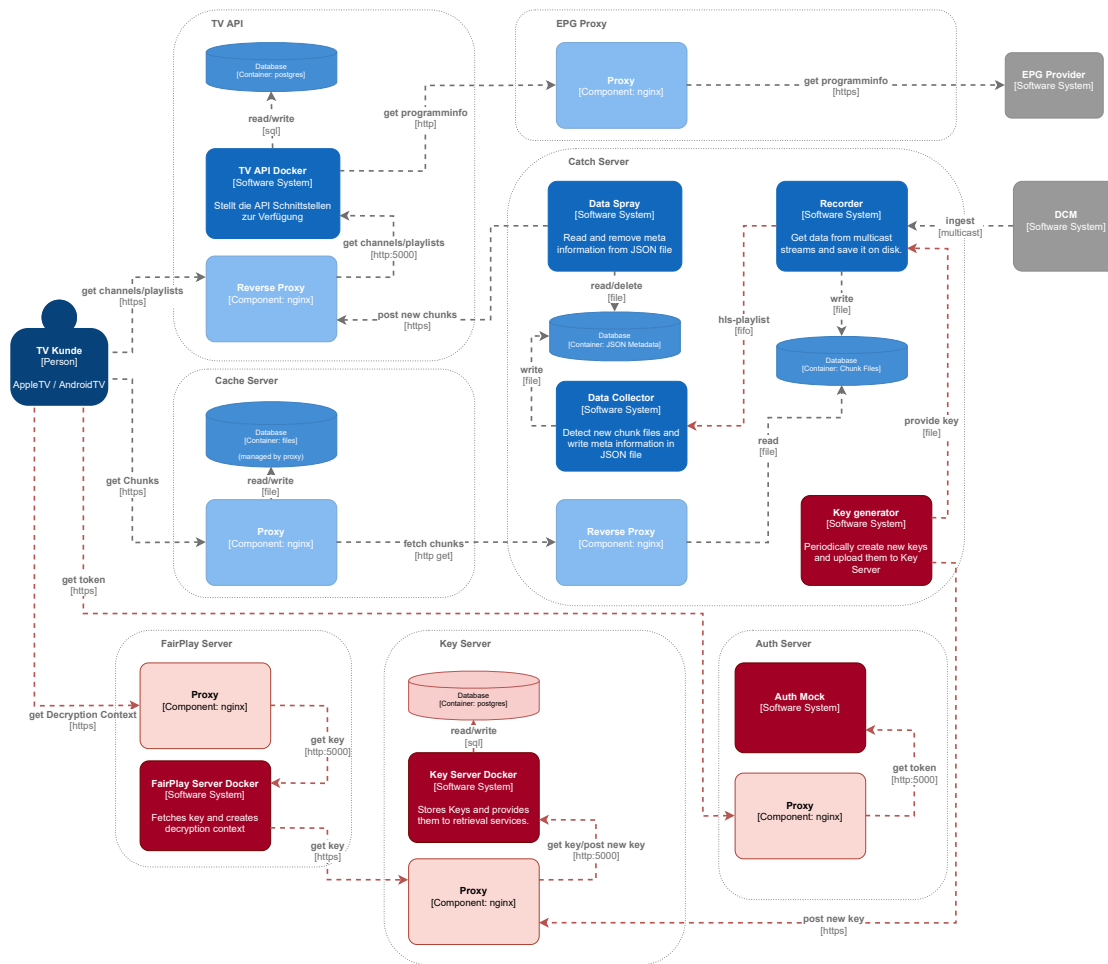 TV API
Database
[Container: postgres]
read/write
[sql]
TV API Docker
[Software System]
Stellt die API Schnittstellen
zur Verfügung
get channels/playlists
[http:5000]
Reverse Proxy
[Component: nginx]
get channels/playlists
[https]
TV Kunde
[Person]
AppleTV / AndroidTV
EPG Proxy
Proxy
[Component: nginx]
get programminfo
[http]
get programminfo
[https]
EPG Provider
[Software System]
Catch Server
Data Spray
[Software System]
Read and remove meta
information from JSON file
post new chunks
[https]
read/delete
[file]
Database
[Container: JSON Metadata]
write
[file]
Data Collector
[Software System]
Detect new chunk files and
write meta information in
JSON file
hls-playlist
[fifo]
Recorder
[Software System]
Get data from multicast
streams and save it on disk.
ingest
[multicast]
DCM
[Software System]
write
[file]
Database
[Container: Chunk Files]
read
[file]
provide key
[file]
Key generator
[Software System]
Periodically create new keys
and upload them to Key
Server
Reverse Proxy
[Component: nginx]
Cache Server
Database
[Container: files]
(managed by proxy)
read/write
[file]
get Chunks
[https]
Proxy
[Component: nginx]
fetch chunks
[http get]
get token
[https]
FairPlay Server
Proxy
[Component: nginx]
get Decryption Context
[https]
get key
[http:5000]
FairPlay Server Docker
[Software System]
Fetches key and creates
decryption context
get key
[https]
Key Server
Database
[Container: postgres]
read/write
[sql]
Key Server Docker
[Software System]
Stores Keys and provides
them to retrieval services.
get key/post new key
[http:5000]
Proxy
[Component: nginx]
Auth Server
Auth Mock
[Software System]
get token
[http:5000]
Proxy
[Component: nginx]
post new key
[https]